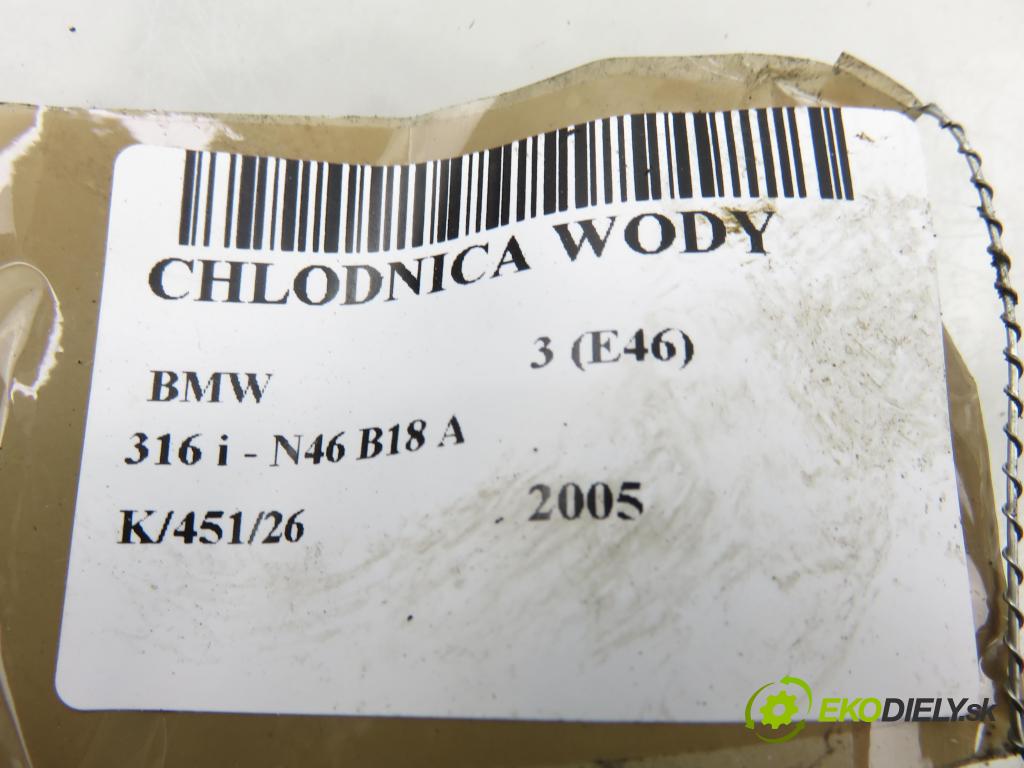 CHLODNICA WODY
BMW 3 (E46)
316 i - N46 B18 A
K/451/26 2005
EKODIELY.sk